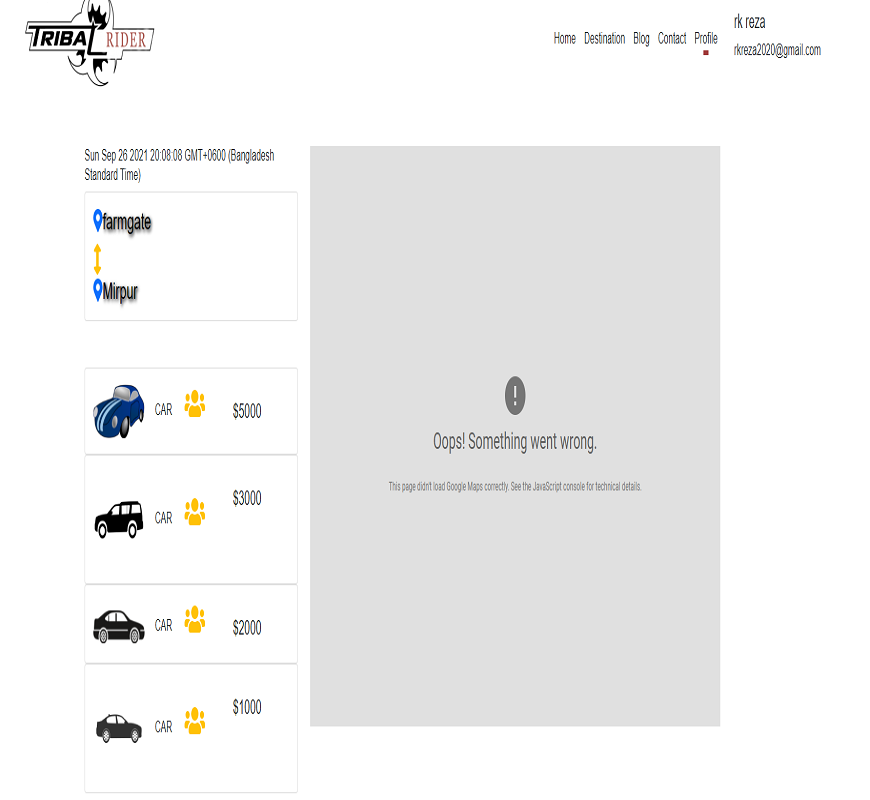 TRIBAL RIDER
Home Destination Blog Contact Profile
rk reza
rkreza2020@gmail.com
Sun Sep 26 2021 20:08:08 GMT+0600 (Bangladesh
Standard Time)
farmgate
Mirpur
CAR $5000
CAR $3000
CAR $2000
CAR $1000
Oops! Something went wrong.
This page didn't load Google Maps correctly. See the JavaScript console for technical details.